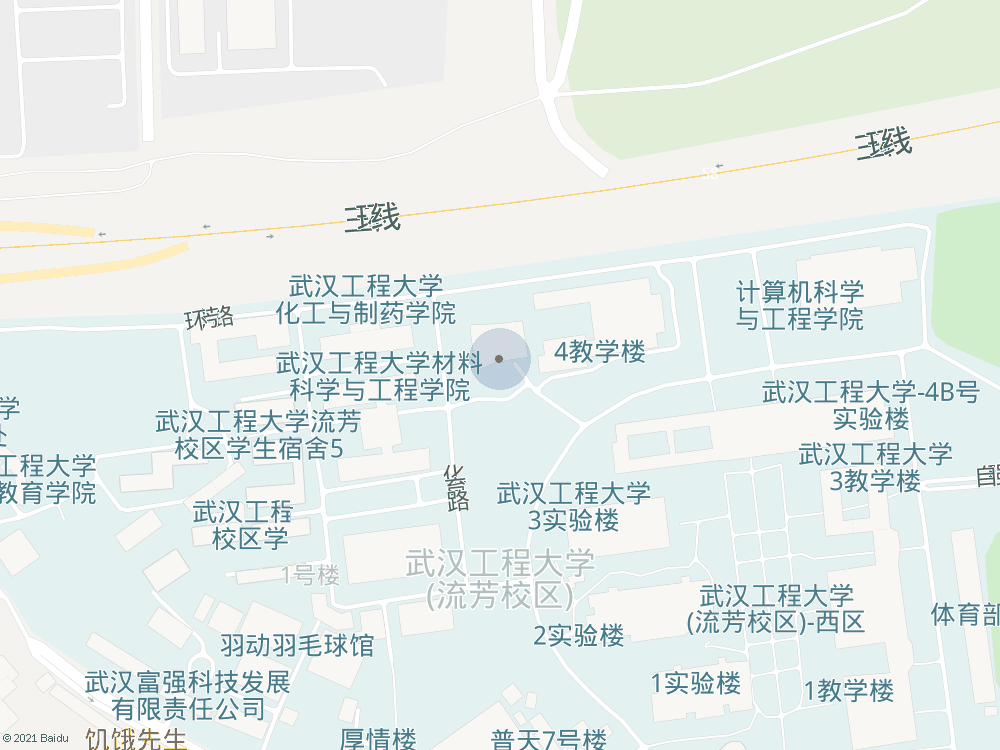 三环线
三环线
53
武汉工程大学
化工与制药学院
计算机科学
与工程学院
环路
4教学楼
武汉工程大学材料
科学与工程学院
武汉工程大学-4B号
实验楼
学
武汉工程大学流芳
校区学生宿舍5
武汉工程大学
3教学楼
工程大学
教育学院
化育路
自强
武汉工程大学
3实验楼
武汉工程
校区学
武汉工程大学
(流芳校区)
1号楼
武汉工程大学
(流芳校区)-西区
体育部
2实验楼
羽动羽毛球馆
武汉富强科技发展
有限责任公司
1实验楼
1教学楼
饥饿先生
厚情楼
普天7号楼
© 2021 Baidu